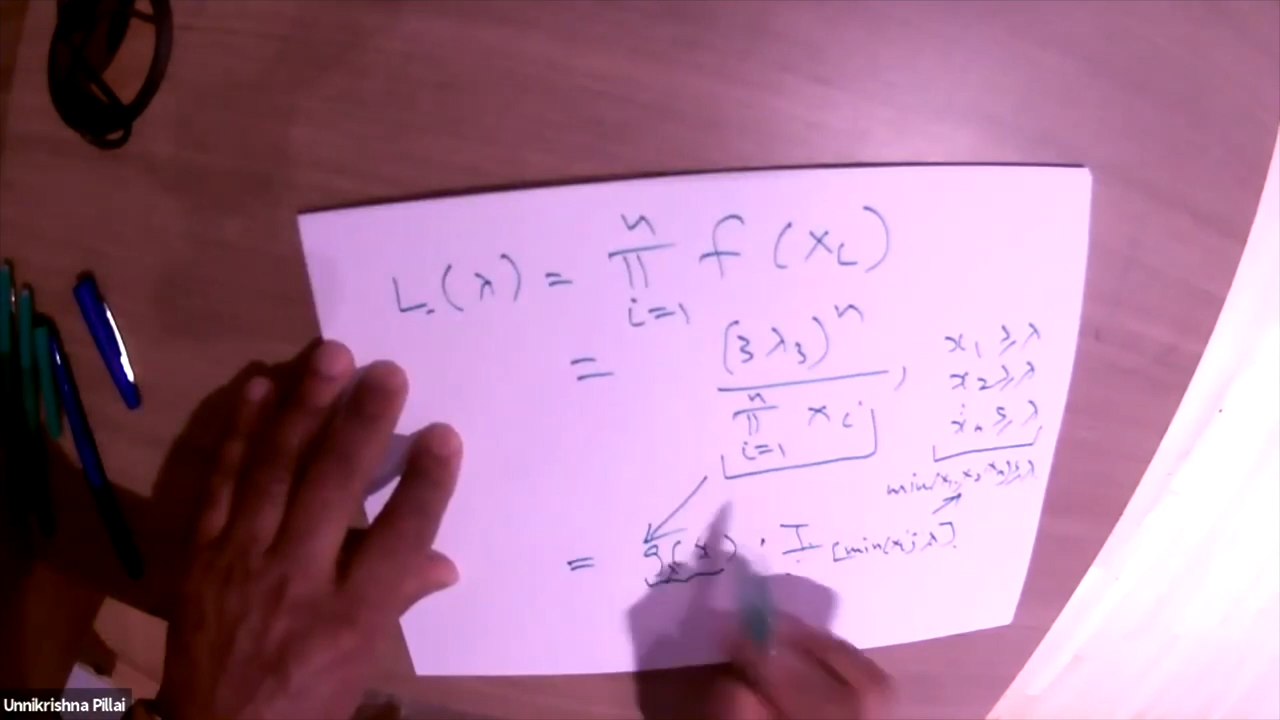 L(λ) = n π i=1 f(xi)
= (3λ3)^n / n π i=1 xi , x1 ≥ λ
x2 ≥ λ
xn ≥ λ
min(x1, x2, xn) ≥ λ
= g(x) · I [min(xi; λ]
Unnikrishna Pillai